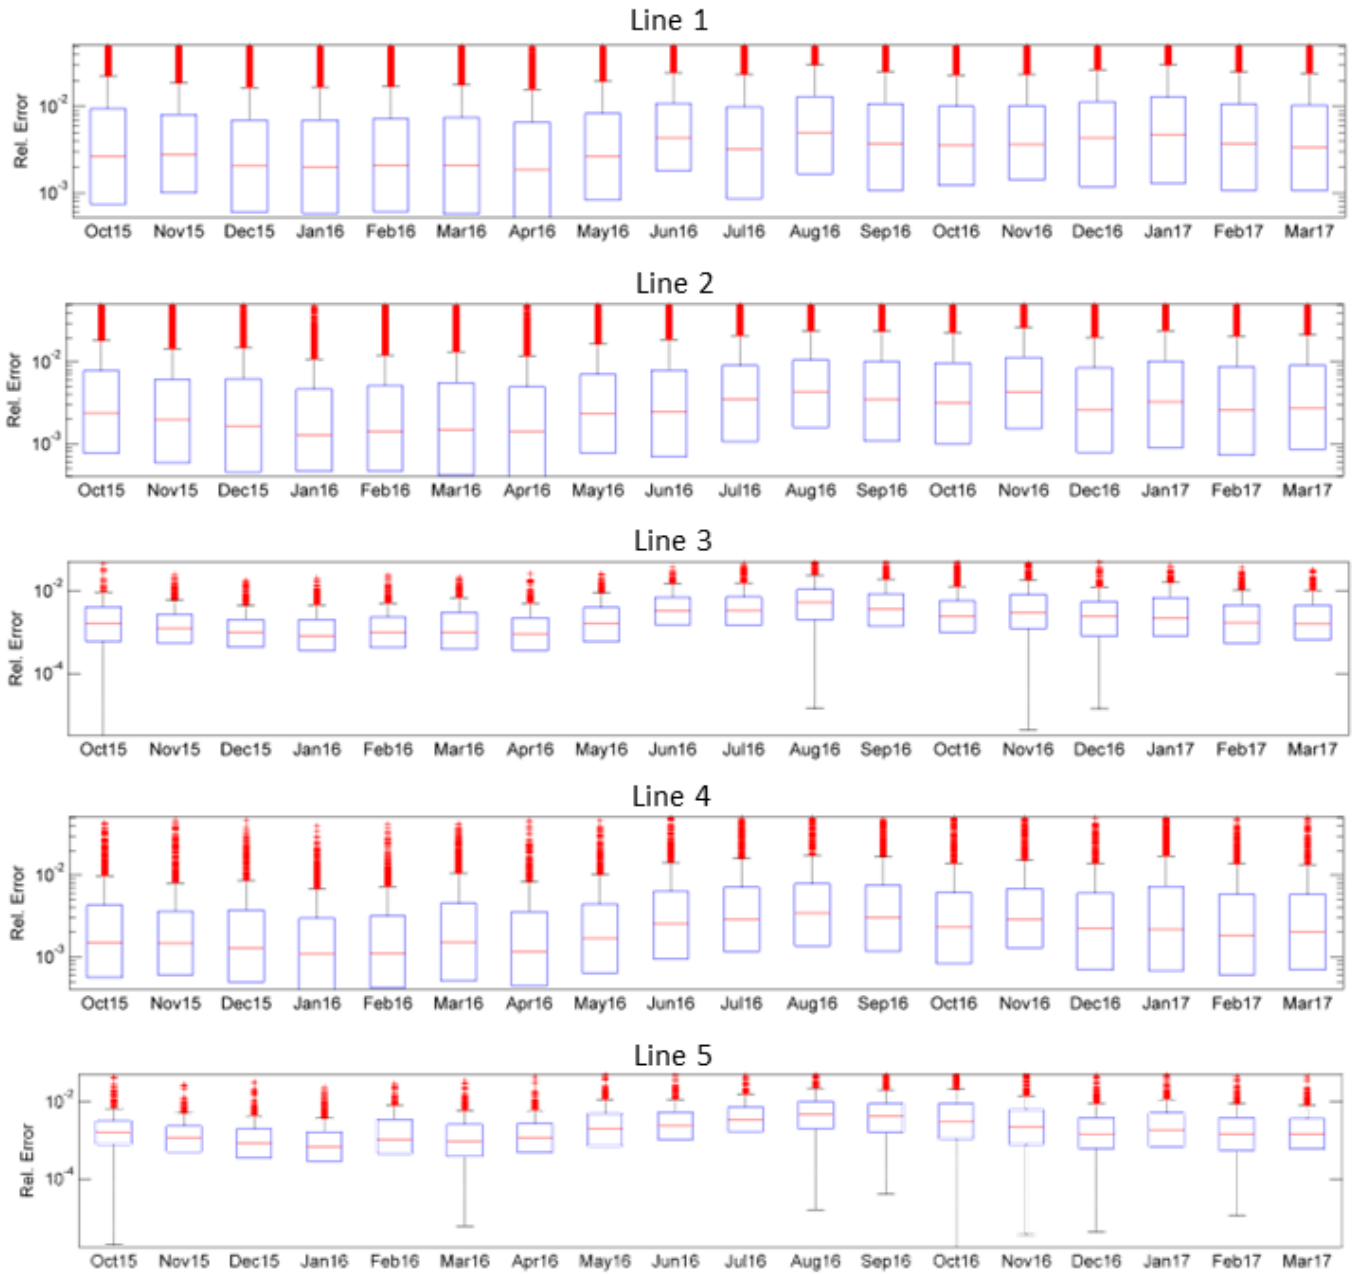 Line 1
Rel. Error
10-2
10-3
Oct15 Nov15 Dec15 Jan16 Feb16 Mar16 Apr16 May16 Jun16 Jul16 Aug16 Sep16 Oct16 Nov16 Dec16 Jan17 Feb17 Mar17
Line 2
Rel. Error
10-2
10-3
Oct15 Nov15 Dec15 Jan16 Feb16 Mar16 Apr16 May16 Jun16 Jul16 Aug16 Sep16 Oct16 Nov16 Dec16 Jan17 Feb17 Mar17
Line 3
Rel. Error
10-2
10-4
Oct15 Nov15 Dec15 Jan16 Feb16 Mar16 Apr16 May16 Jun16 Jul16 Aug16 Sep16 Oct16 Nov16 Dec16 Jan17 Feb17 Mar17
Line 4
Rel. Error
10-2
10-3
Oct15 Nov15 Dec15 Jan16 Feb16 Mar16 Apr16 May16 Jun16 Jul16 Aug16 Sep16 Oct16 Nov16 Dec16 Jan17 Feb17 Mar17
Line 5
Rel. Error
10-2
10-4
Oct15 Nov15 Dec15 Jan16 Feb16 Mar16 Apr16 May16 Jun16 Jul16 Aug16 Sep16 Oct16 Nov16 Dec16 Jan17 Feb17 Mar17